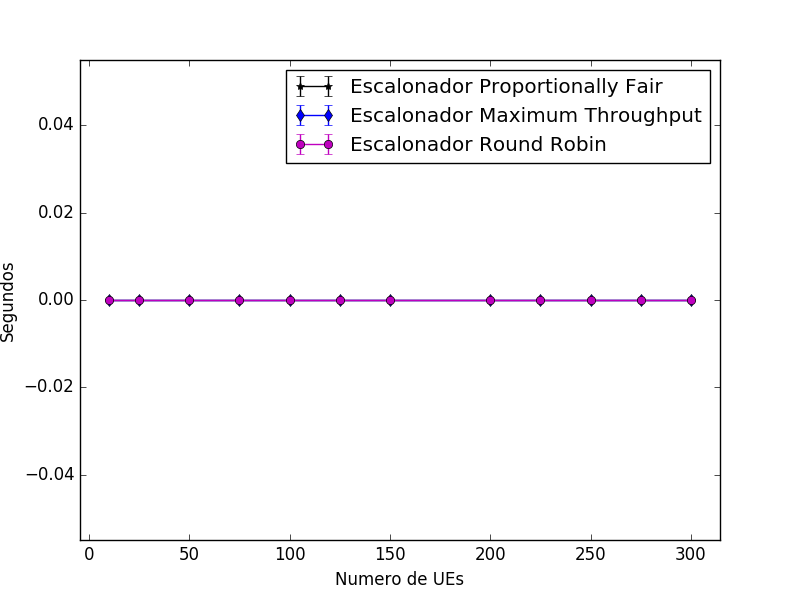 Escalonador Proportionally Fair
Escalonador Maximum Throughput
Escalonador Round Robin
0.04
0.02
0.00
−0.02
−0.04
Segundos
0 50 100 150 200 250 300
Numero de UEs